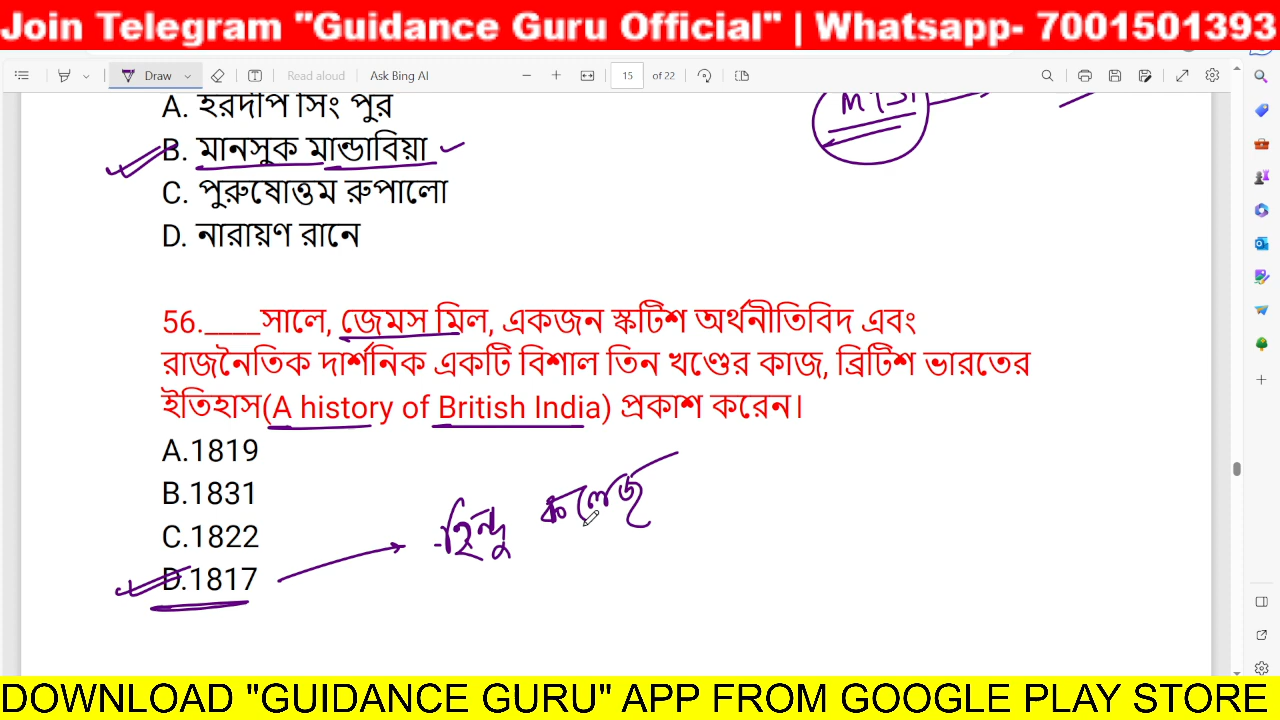 Join Telegram "Guidance Guru Official" | Whatsapp- 7001501393
Draw Read aloud Ask Bing AI 15 of 22
A. হরদীপ সিং পুর
B. মানসুক মান্ডাবিয়া
C. পুরুষোত্তম রুপালো
D. নারায়ণ রানে
56.____সালে, জেমস মিল, একজন স্কটিশ অর্থনীতিবিদ এবং
রাজনৈতিক দার্শনিক একটি বিশাল তিন খণ্ডের কাজ, ব্রিটিশ ভারতের
ইতিহাস(A history of British India) প্রকাশ করেন।
A.1819
B.1831
C.1822
হিন্দু কলেজ
D.1817
DOWNLOAD "GUIDANCE GURU" APP FROM GOOGLE PLAY STORE